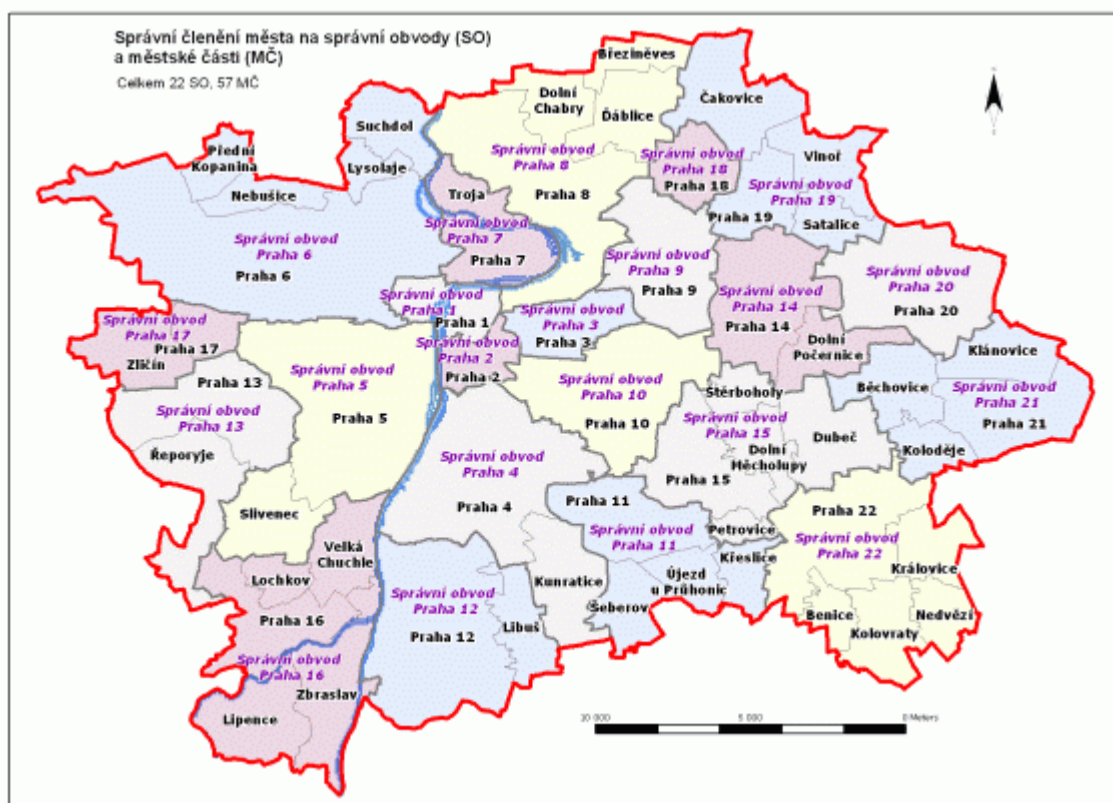 Správní členění města na správní obvody (SO)
a městské části (MČ)
Celkem 22 SO, 57 MČ
Březiněves
Dolní
Chabry
Ďáblice
Čakovice
Suchdol
Přední
Kopanina
Lysolaje
Nebušice
Správní obvod
Praha 8
Praha 8
Správní obvod
Praha 18
Praha 18
Vinoř
Správní obvod
Praha 19
Praha 19
Satalice
Troja
Správní obvod
Praha 7
Praha 7
Správní obvod
Praha 6
Praha 6
Správní obvod
Praha 9
Praha 9
Správní obvod
Praha 20
Praha 20
Správní obvod
Praha 14
Praha 14
Dolní
Počernice
Správní obvod
Praha 1
Praha 1
Správní obvod
Praha 3
Praha 3
Správní obvod
Praha 2
Praha 2
Správní obvod
Praha 17
Praha 17
Zličín
Klánovice
Běchovice
Správní obvod
Praha 21
Praha 21
Koloděje
Praha 13
Správní obvod
Praha 13
Řeporyje
Správní obvod
Praha 5
Praha 5
Správní obvod
Praha 10
Praha 10
Štěrboholy
Správní obvod
Praha 15
Dolní
Měcholupy
Praha 15
Dubeč
Petrovice
Správní obvod
Praha 4
Praha 4
Praha 11
Správní obvod
Praha 11
Křeslice
Újezd
u Průhonic
Šeberov
Kunratice
Praha 22
Správní obvod
Praha 22
Královice
Nedvězí
Benice
Kolovraty
Slivenec
Velká
Chuchle
Lochkov
Praha 16
Správní obvod
Praha 16
Zbraslav
Lipence
Správní obvod
Praha 12
Praha 12
Libuš
10 000 5 000 0 Meters